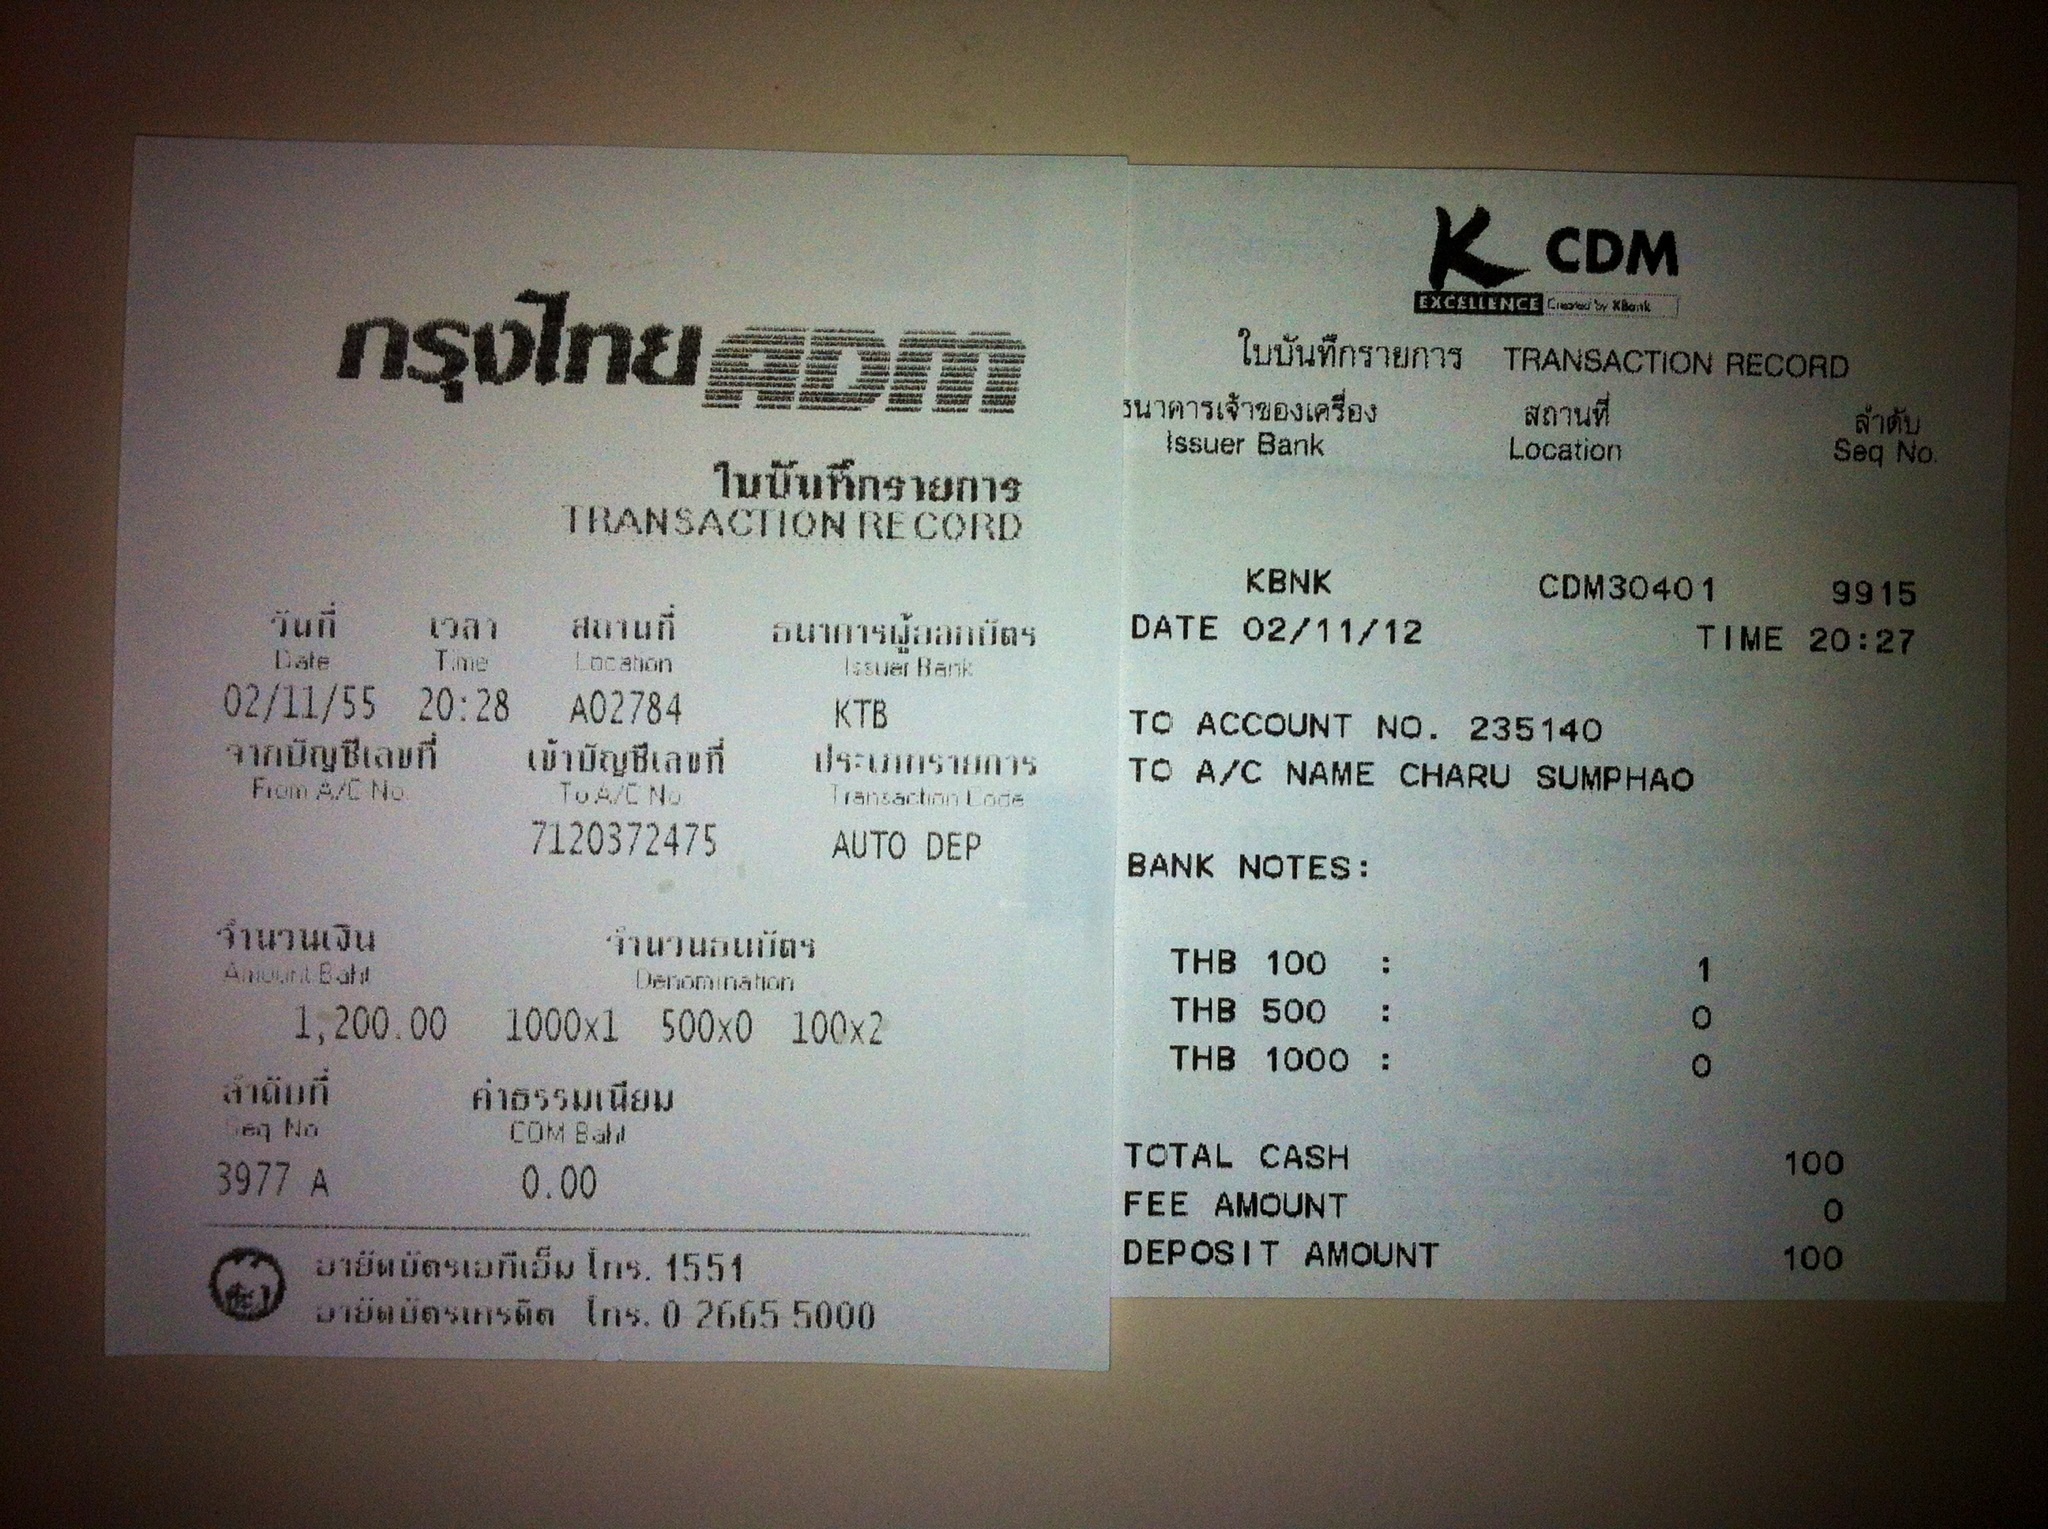 กรุงไทย ADM
ใบบันทึกรายการ
TRANSACTION RECORD
วันที่ เวลา สถานที่ ธนาคารผู้ออกบัตร
Date Time Location Issuer Bank
02/11/55 20:28 A02784 KTB
จากบัญชีเลขที่ เข้าบัญชีเลขที่ ประเภทรายการ
From A/C No. To A/C No. Transaction Code
7120372475 AUTO DEP
จำนวนเงิน จำนวนธนบัตร
Amount Baht Denomination
1,200.00 1000x1 500x0 100x2
ลำดับที่ ค่าธรรมเนียม
Seq No CDM Baht
3977 A 0.00
อายัดบัตรเอทีเอ็ม โทร. 1551
อายัดบัตรเครดิต โทร. 0 2665 5000
K CDM
EXCELLENCE Created by KBank
ใบบันทึกรายการ TRANSACTION RECORD
ธนาคารเจ้าของเครื่อง สถานที่ ลำดับ
Issuer Bank Location Seq No.
KBNK CDM30401 9915
DATE 02/11/12 TIME 20:27
TO ACCOUNT NO. 235140
TO A/C NAME CHARU SUMPHAO
BANK NOTES:
THB 100 : 1
THB 500 : 0
THB 1000 : 0
TOTAL CASH 100
FEE AMOUNT 0
DEPOSIT AMOUNT 100